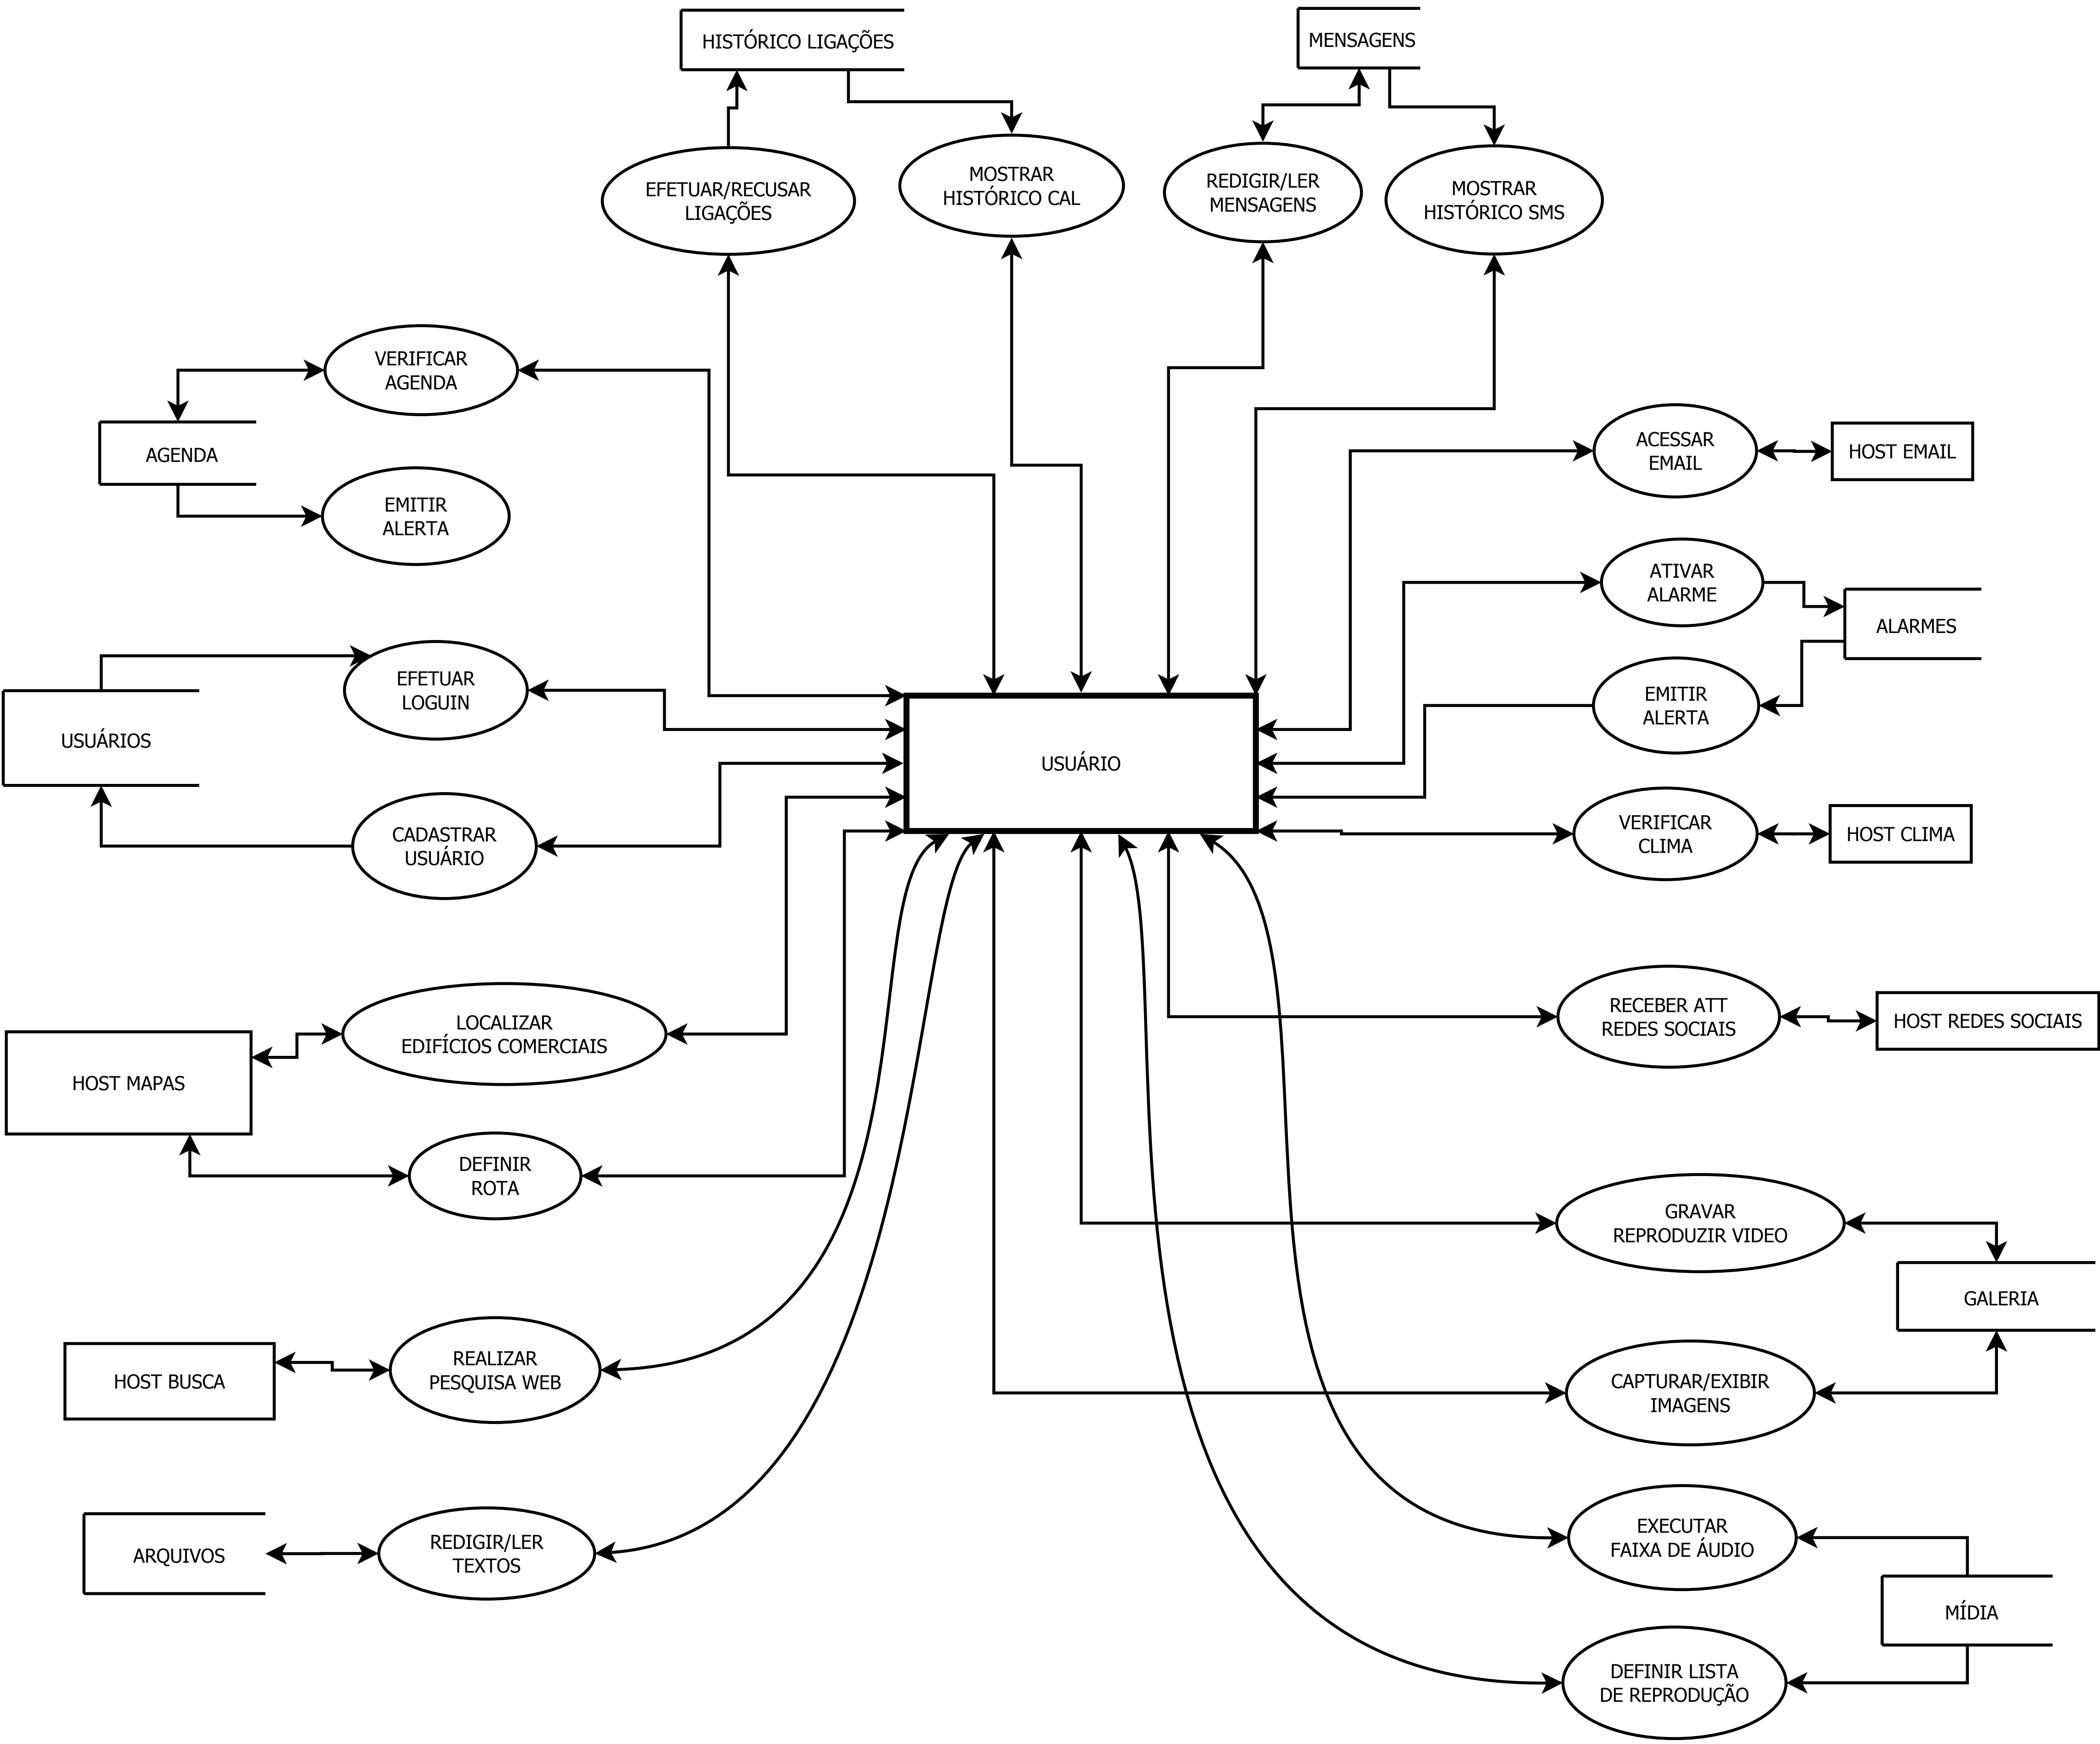 HISTÓRICO LIGAÇÕES
MENSAGENS
EFETUAR/RECUSAR
LIGAÇÕES
MOSTRAR
HISTÓRICO CAL
REDIGIR/LER
MENSAGENS
MOSTRAR
HISTÓRICO SMS
VERIFICAR
AGENDA
AGENDA
EMITIR
ALERTA
ACESSAR
EMAIL
HOST EMAIL
ATIVAR
ALARME
ALARMES
EMITIR
ALERTA
EFETUAR
LOGUIN
USUÁRIOS
CADASTRAR
USUÁRIO
USUÁRIO
VERIFICAR
CLIMA
HOST CLIMA
LOCALIZAR
EDIFÍCIOS COMERCIAIS
HOST MAPAS
DEFINIR
ROTA
RECEBER ATT
REDES SOCIAIS
HOST REDES SOCIAIS
GRAVAR
REPRODUZIR VIDEO
GALERIA
CAPTURAR/EXIBIR
IMAGENS
HOST BUSCA
REALIZAR
PESQUISA WEB
ARQUIVOS
REDIGIR/LER
TEXTOS
EXECUTAR
FAIXA DE ÁUDIO
MÍDIA
DEFINIR LISTA
DE REPRODUÇÃO